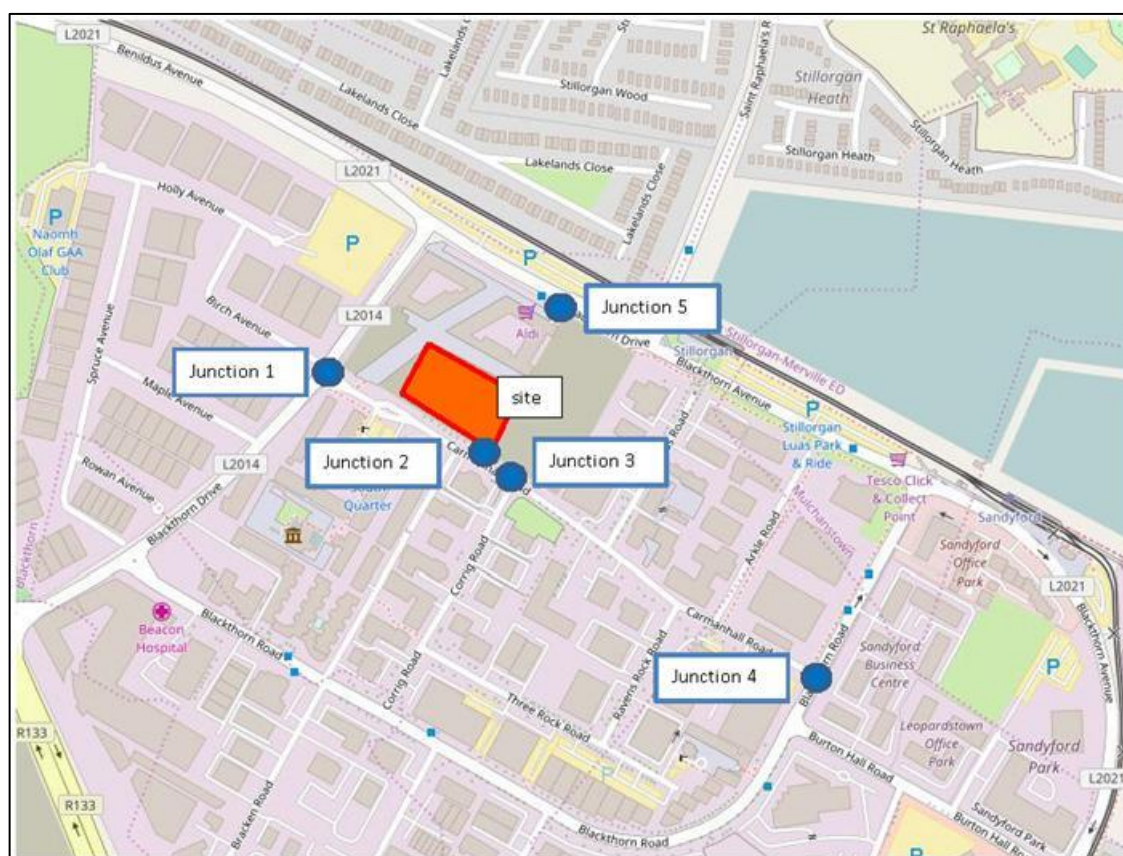 L2021
Benildus Avenue
Lakelands Close
Stillorgan Wood
Saint Raphaela's R
St Raphaela's
Stillorgan
Heath
Stillorgan Heath
Stillorgan Heath
Lakelands Close
Lakelands Close
Lakelands Close
L2021
Holly Avenue
P
Naomh
Olaf GAA
Club
P
P
Birch Avenue
L2014
Aldi
Junction 5
Drive
Stillorgan
Stillorgan-Merville ED
Spruce Avenue
Junction 1
site
Blackthorn Avenue
Maple Avenue
P
Stillorgan
Luas Park
& Ride
Junction 2
Junction 3
L2014
Quarter
Rowan Avenue
Tesco Click
& Collect
Point
Sandyford
Mulchanstown
Blackthorn
Blackthorn Drive
Corrig Road
Arkle Road
Sandyford
Office
Park
L2021
Blackthorn Avenue
Beacon
Hospital
Blackthorn Road
Carmanhall Road
Sandyford
Business
Centre
P
Junction 4
Corrig Road
Ravens Rock Road
Three Rock Road
Leopardstown
Office
Park
Sandyford
Park
R133
Burton Hall Road
L2021
P
R133
Bracken Road
Blackthorn Road
Sandyford Park
Burton Hall Road
P